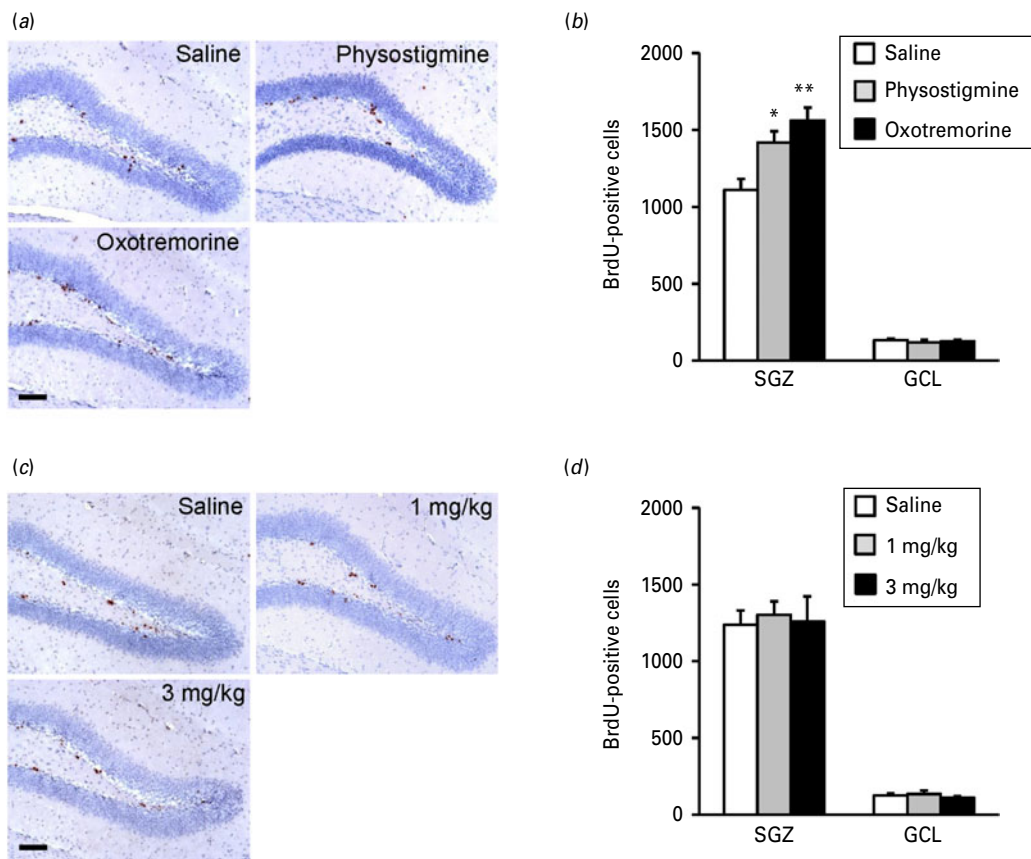 (a)
Saline
Physostigmine
Oxotremorine
(b)
2000
1500
1000
500
0
BrdU-positive cells
*
**
Saline
Physostigmine
Oxotremorine
SGZ
GCL
(c)
Saline
1 mg/kg
3 mg/kg
(d)
2000
1500
1000
500
0
BrdU-positive cells
Saline
1 mg/kg
3 mg/kg
SGZ
GCL